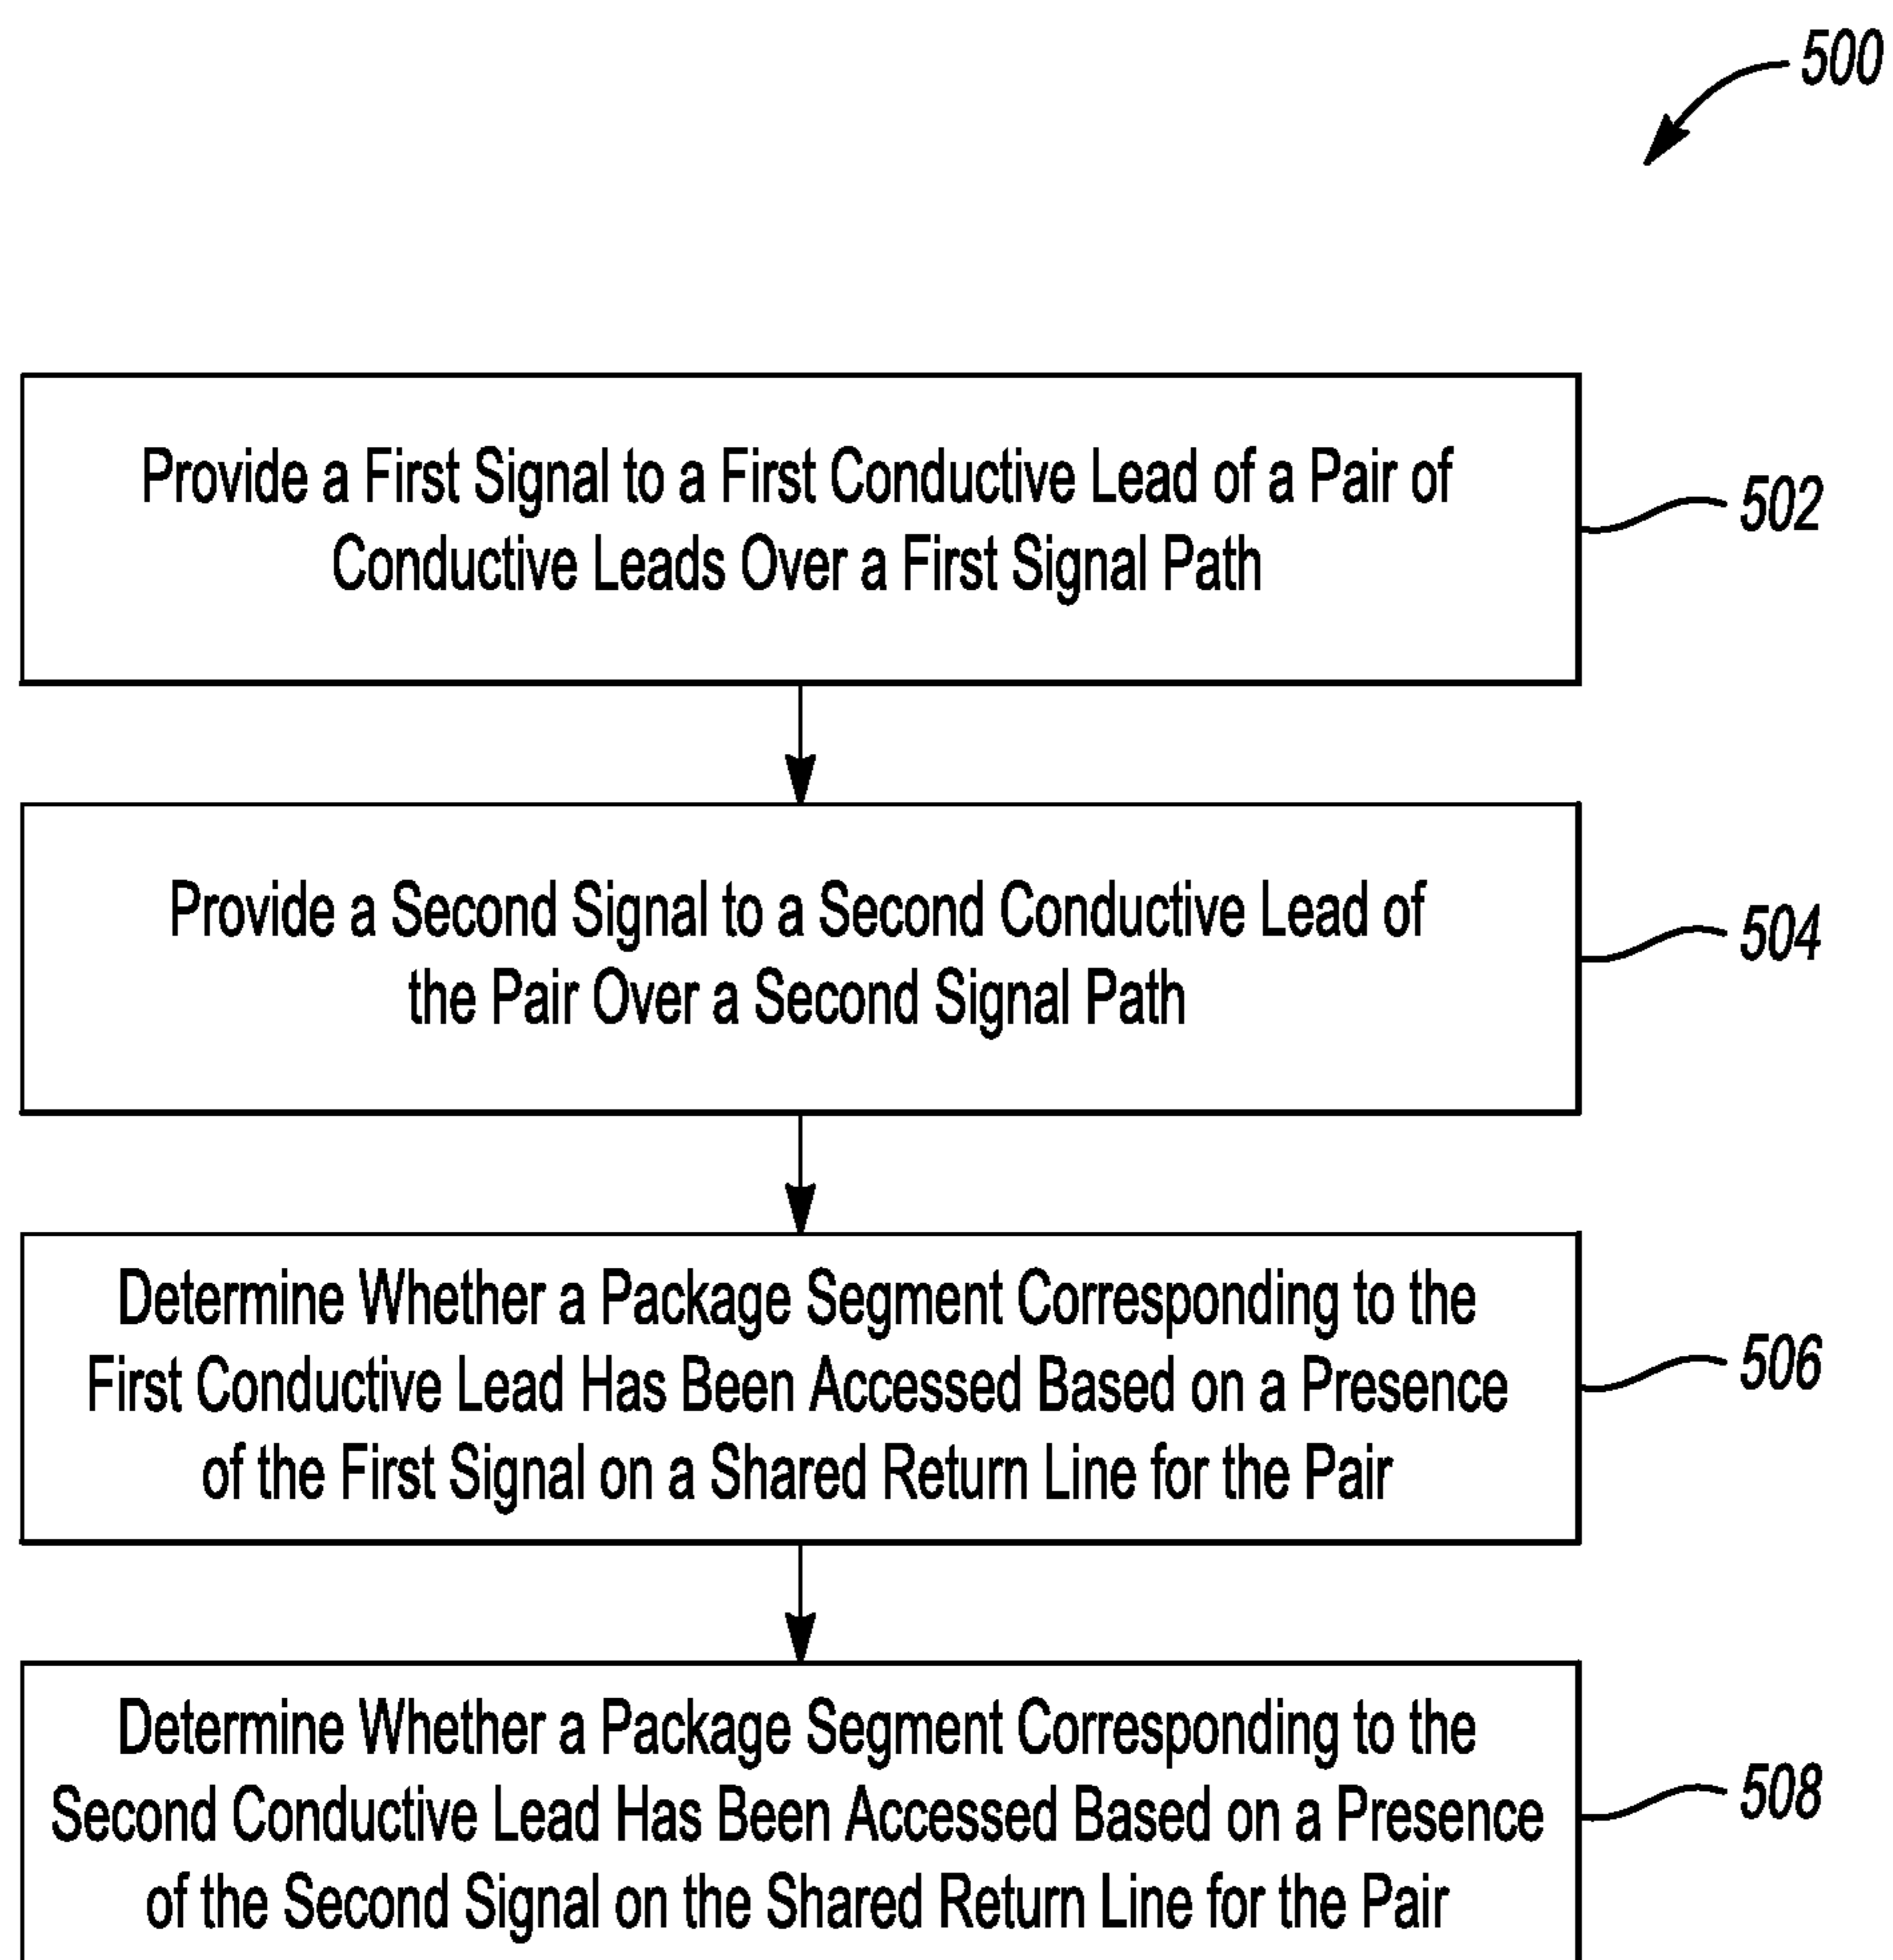 500
Provide a First Signal to a First Conductive Lead of a Pair of
Conductive Leads Over a First Signal Path
502
Provide a Second Signal to a Second Conductive Lead of
the Pair Over a Second Signal Path
504
Determine Whether a Package Segment Corresponding to the
First Conductive Lead Has Been Accessed Based on a Presence
of the First Signal on a Shared Return Line for the Pair
506
Determine Whether a Package Segment Corresponding to the
Second Conductive Lead Has Been Accessed Based on a Presence
of the Second Signal on the Shared Return Line for the Pair
508